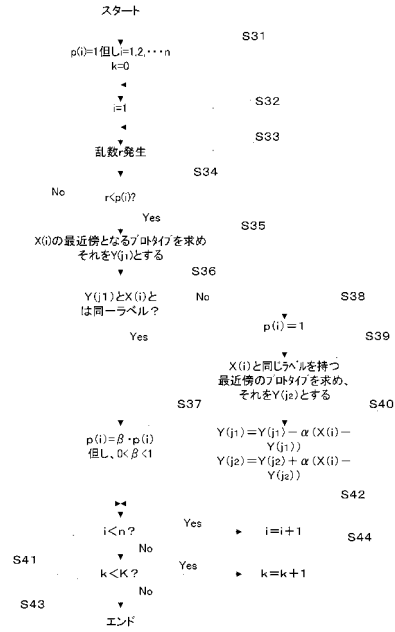 スタート
S31
p(i)=1但しi=1,2,･･･n
k=0
S32
i=1
S33
乱数r発生
S34
No
r<p(i)?
Yes
S35
X(i)の最近傍となるプロトタイプを求め
それをY(j1)とする
S36
Y(j1)とX(i)と
は同一ラベル？
No
S38
Yes
p(i)=1
S39
X(i)と同じラベルを持つ
最近傍のプロトタイプを求め、
それをY(j2)とする
S37
S40
p(i)=β･p(i)
但し、0<β<1
Y(j1)=Y(j1)−α(X(i)−
Y(j1))
Y(j2)=Y(j2)+α(X(i)−
Y(j2))
S42
i<n？
Yes
i=i+1
S44
No
S41
k<K？
Yes
k=k+1
No
S43
エンド